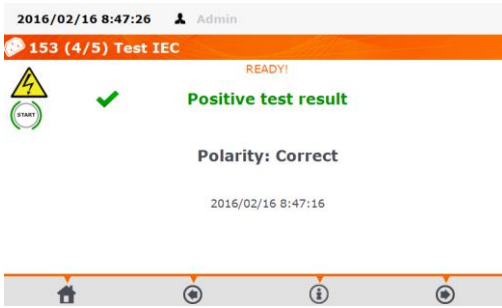 2016/02/16 8:47:26 Admin
153 (4/5) Test IEC
READY!
START
Positive test result
Polarity: Correct
2016/02/16 8:47:16